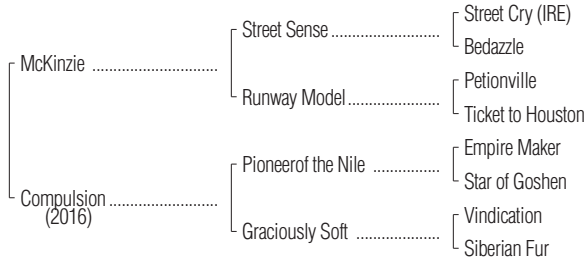 Street Cry (IRE)
Street Sense
Bedazzle
McKinzie
Petionville
Runway Model
Ticket to Houston
Empire Maker
Pioneerof the Nile
Star of Goshen
Compulsion
(2016)
Vindication
Graciously Soft
Siberian Fur